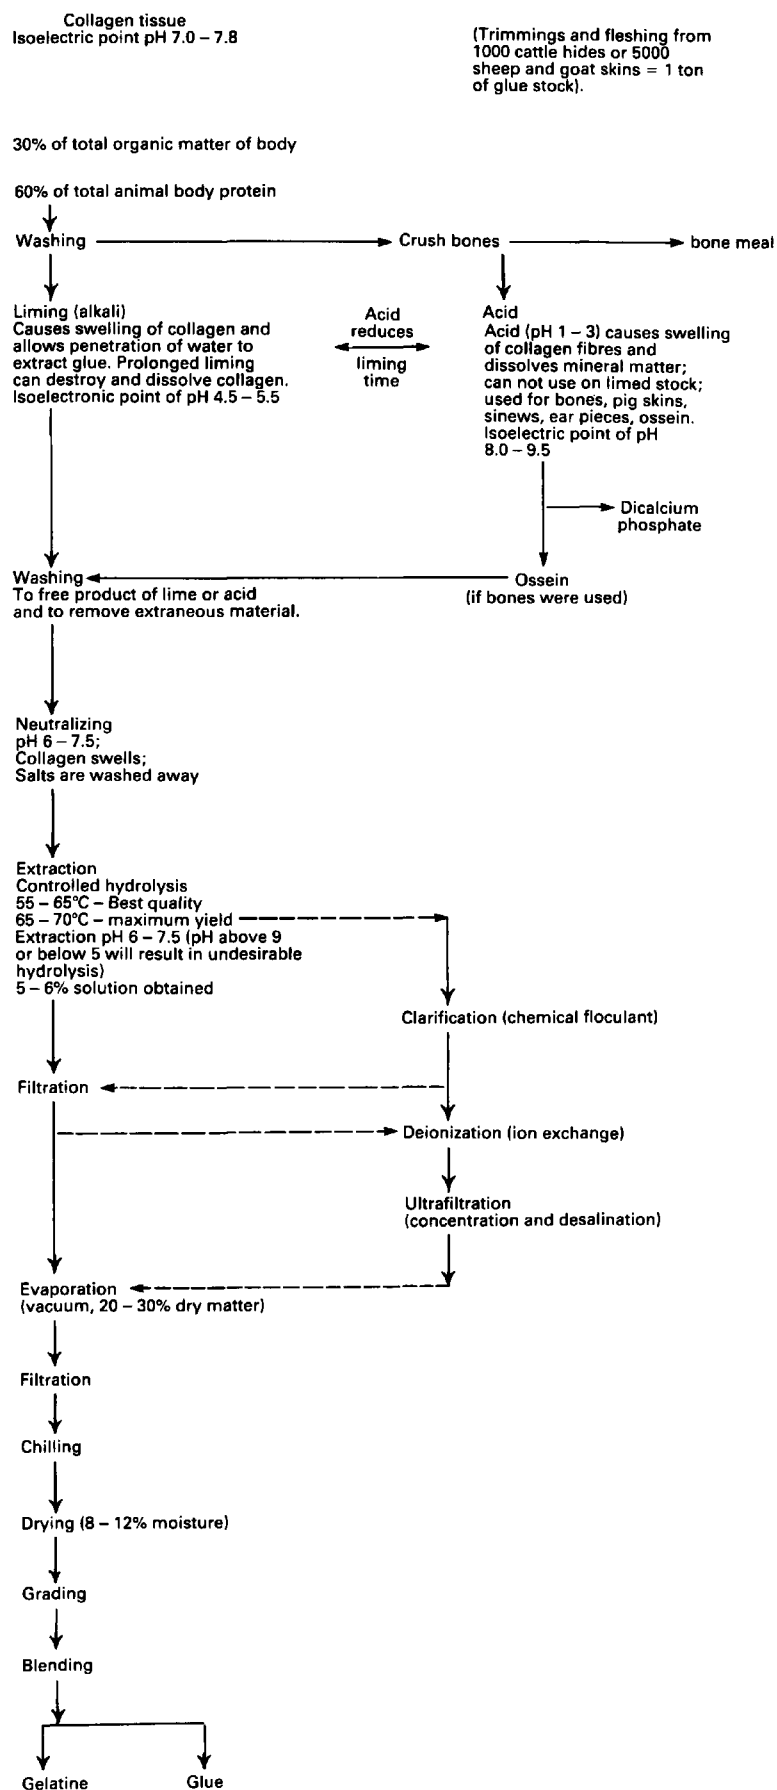 Collagen tissue
Isoelectric point pH 7.0 – 7.8
(Trimmings and fleshing from
1000 cattle hides or 5000
sheep and goat skins = 1 ton
of glue stock).
30% of total organic matter of body
60% of total animal body protein
Washing
Crush bones
bone meal
Liming (alkali)
Causes swelling of collagen and
allows penetration of water to
extract glue. Prolonged liming
can destroy and dissolve collagen.
Isoelectronic point of pH 4.5 – 5.5
Acid
reduces
liming
time
Acid
Acid (pH 1 – 3) causes swelling
of collagen fibres and
dissolves mineral matter;
can not use on limed stock;
used for bones, pig skins,
sinews, ear pieces, ossein.
Isoelectric point of pH
8.0 – 9.5
Dicalcium
phosphate
Washing
To free product of lime or acid
and to remove extraneous material.
Ossein
(if bones were used)
Neutralizing
pH 6 – 7.5;
Collagen swells;
Salts are washed away
Extraction
Controlled hydrolysis
55 – 65°C – Best quality
65 – 70°C – maximum yield
Extraction pH 6 – 7.5 (pH above 9
or below 5 will result in undesirable
hydrolysis)
5 – 6% solution obtained
Clarification (chemical floculant)
Filtration
Deionization (ion exchange)
Ultrafiltration
(concentration and desalination)
Evaporation
(vacuum, 20 – 30% dry matter)
Filtration
Chilling
Drying (8 – 12% moisture)
Grading
Blending
Gelatine
Glue